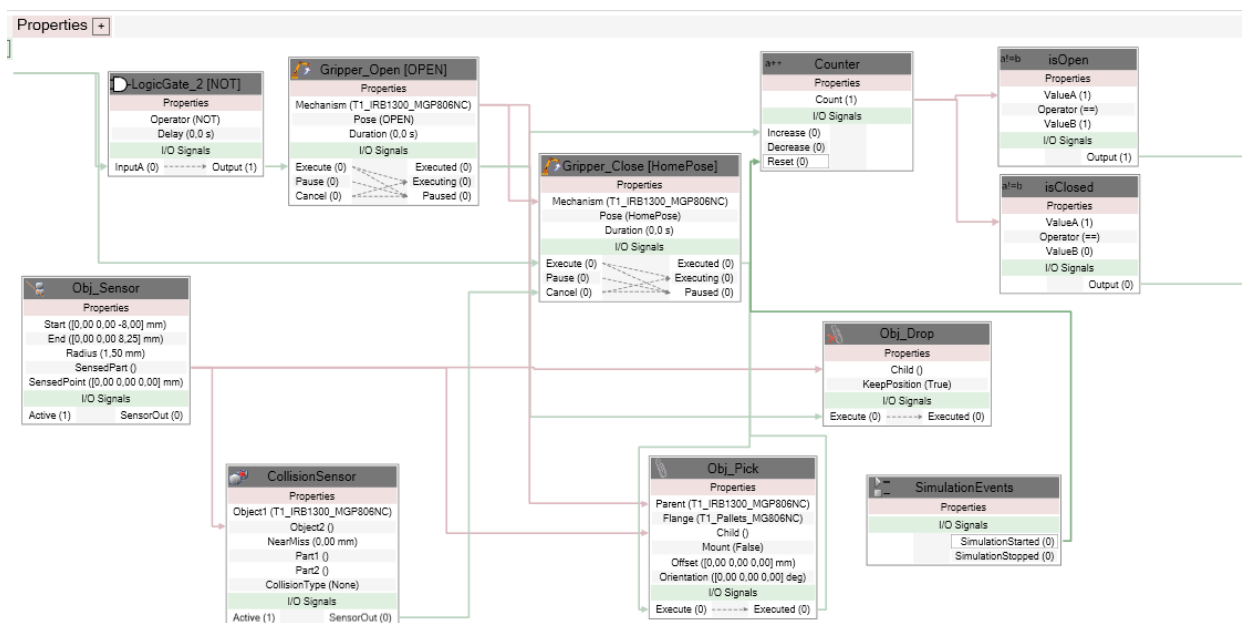 Properties +
-LogicGate_2 [NOT]
Properties
Operator (NOT)
Delay (0,0 s)
I/O Signals
InputA (0) Output (1)
Gripper_Open [OPEN]
Properties
Mechanism (T1_IRB1300_MGP806NC)
Pose (OPEN)
Duration (0,0 s)
I/O Signals
Execute (0) Executed (0)
Pause (0) Executing (0)
Cancel (0) Paused (0)
Gripper_Close [HomePose]
Properties
Mechanism (T1_IRB1300_MGP806NC)
Pose (HomePose)
Duration (0,0 s)
I/O Signals
Execute (0) Executed (0)
Pause (0) Executing (0)
Cancel (0) Paused (0)
a++ Counter
Properties
Count (1)
I/O Signals
Increase (0)
Decrease (0)
Reset (0)
a!=b isOpen
Properties
ValueA (1)
Operator (==)
ValueB (1)
I/O Signals
Output (1)
a!=b isClosed
Properties
ValueA (1)
Operator (==)
ValueB (0)
I/O Signals
Output (0)
Obj_Sensor
Properties
Start ([0,00 0,00 -8,00] mm)
End ([0,00 0,00 8,25] mm)
Radius (1,50 mm)
SensedPart ()
SensedPoint ([0,00 0,00 0,00] mm)
I/O Signals
Active (1) SensorOut (0)
Obj_Drop
Properties
Child ()
KeepPosition (True)
I/O Signals
Execute (0) Executed (0)
CollisionSensor
Properties
Object1 (T1_IRB1300_MGP806NC)
Object2 ()
NearMiss (0,00 mm)
Part1 ()
Part2 ()
CollisionType (None)
I/O Signals
Active (1) SensorOut (0)
Obj_Pick
Properties
Parent (T1_IRB1300_MGP806NC)
Flange (T1_Pallets_MG806NC)
Child ()
Mount (False)
Offset ([0,00 0,00 0,00] mm)
Orientation ([0,00 0,00 0,00] deg)
I/O Signals
Execute (0) Executed (0)
SimulationEvents
Properties
I/O Signals
SimulationStarted (0)
SimulationStopped (0)